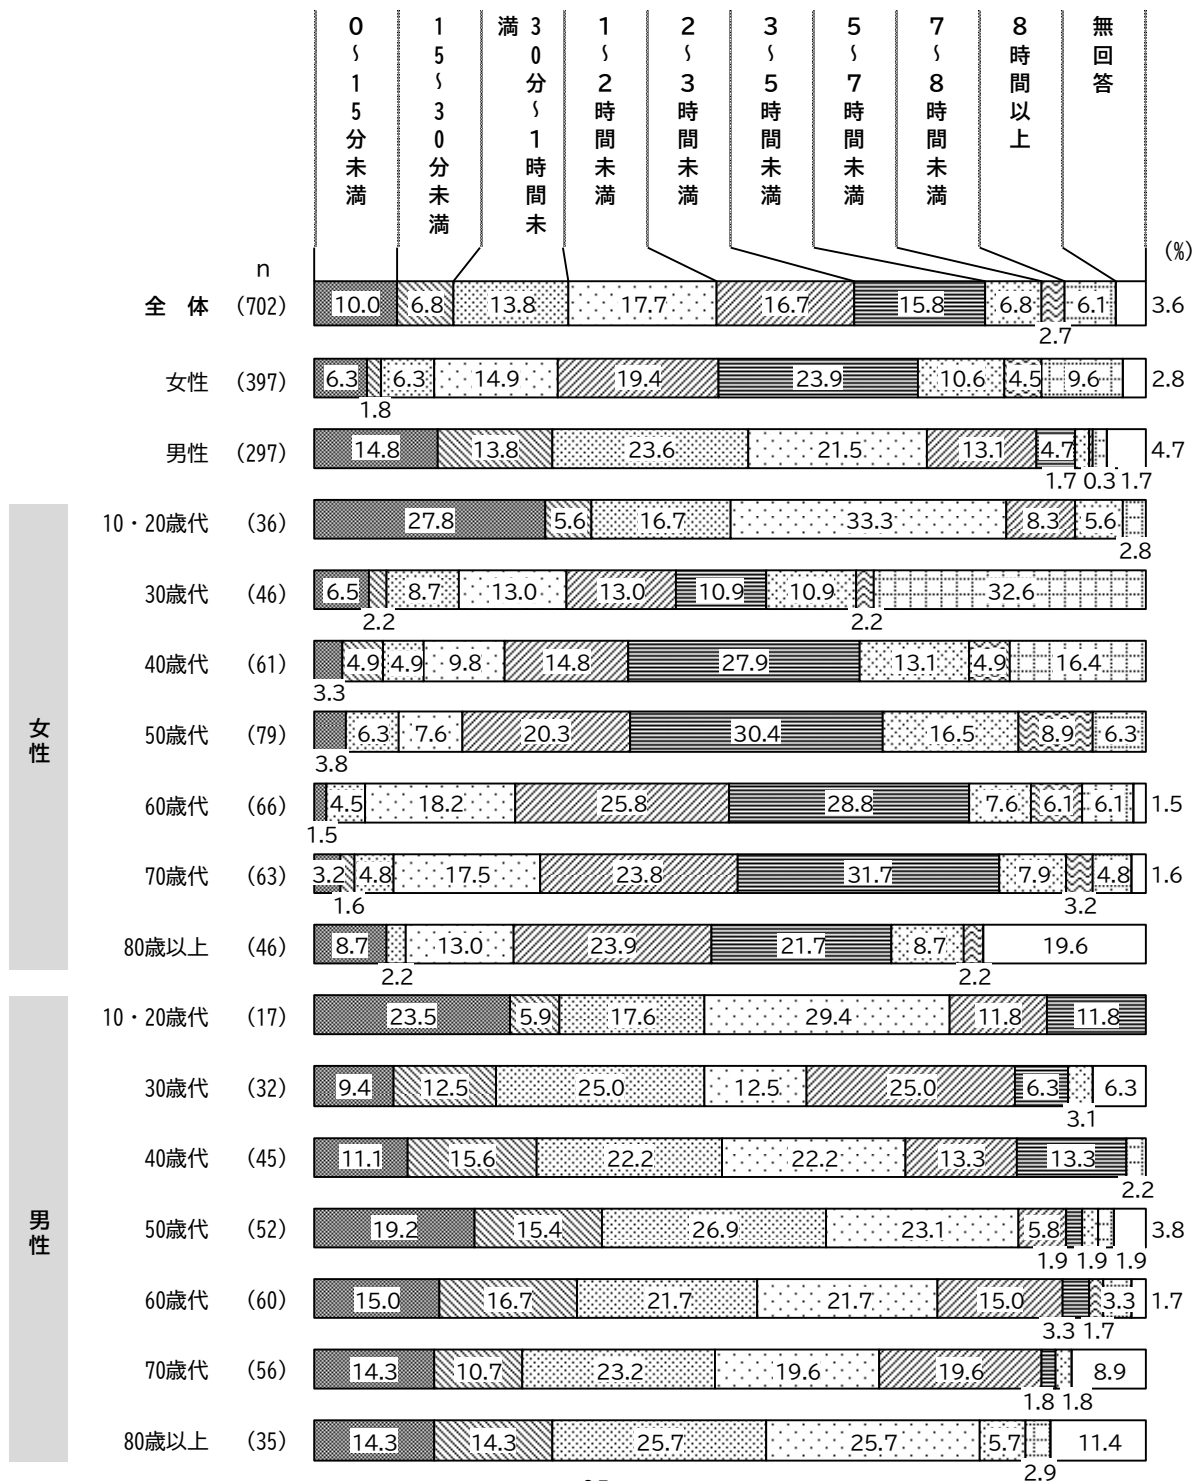 0～15分未満
15～30分未満
30分～1時間未満
1～2時間未満
2～3時間未満
3～5時間未満
5～7時間未満
7～8時間未満
8時間以上
無回答
(%)
n
全 体 (702) 10.0 6.8 13.8 17.7 16.7 15.8 6.8 6.1 3.6
2.7
女性 (397) 6.3 6.3 14.9 19.4 23.9 10.6 4.5 9.6 2.8
1.8
男性 (297) 14.8 13.8 23.6 21.5 13.1 4.7 4.7
1.7 0.3 1.7
女性
10・20歳代 (36) 27.8 5.6 16.7 33.3 8.3 5.6
2.8
30歳代 (46) 6.5 8.7 13.0 13.0 10.9 10.9 32.6
2.2 2.2
40歳代 (61) 4.9 4.9 9.8 14.8 27.9 13.1 4.9 16.4
3.3
50歳代 (79) 6.3 7.6 20.3 30.4 16.5 8.9 6.3
3.8
60歳代 (66) 4.5 18.2 25.8 28.8 7.6 6.1 6.1 1.5
1.5
70歳代 (63) 3.2 4.8 17.5 23.8 31.7 7.9 4.8 1.6
1.6 3.2
80歳以上 (46) 8.7 13.0 23.9 21.7 8.7 19.6
2.2 2.2
男性
10・20歳代 (17) 23.5 5.9 17.6 29.4 11.8 11.8
30歳代 (32) 9.4 12.5 25.0 12.5 25.0 6.3 6.3
3.1
40歳代 (45) 11.1 15.6 22.2 22.2 13.3 13.3
2.2
50歳代 (52) 19.2 15.4 26.9 23.1 5.8 3.8
1.9 1.9 1.9
60歳代 (60) 15.0 16.7 21.7 21.7 15.0 3.3 1.7
3.3 1.7
70歳代 (56) 14.3 10.7 23.2 19.6 19.6 8.9
1.8 1.8
80歳以上 (35) 14.3 14.3 25.7 25.7 5.7 11.4
2.9